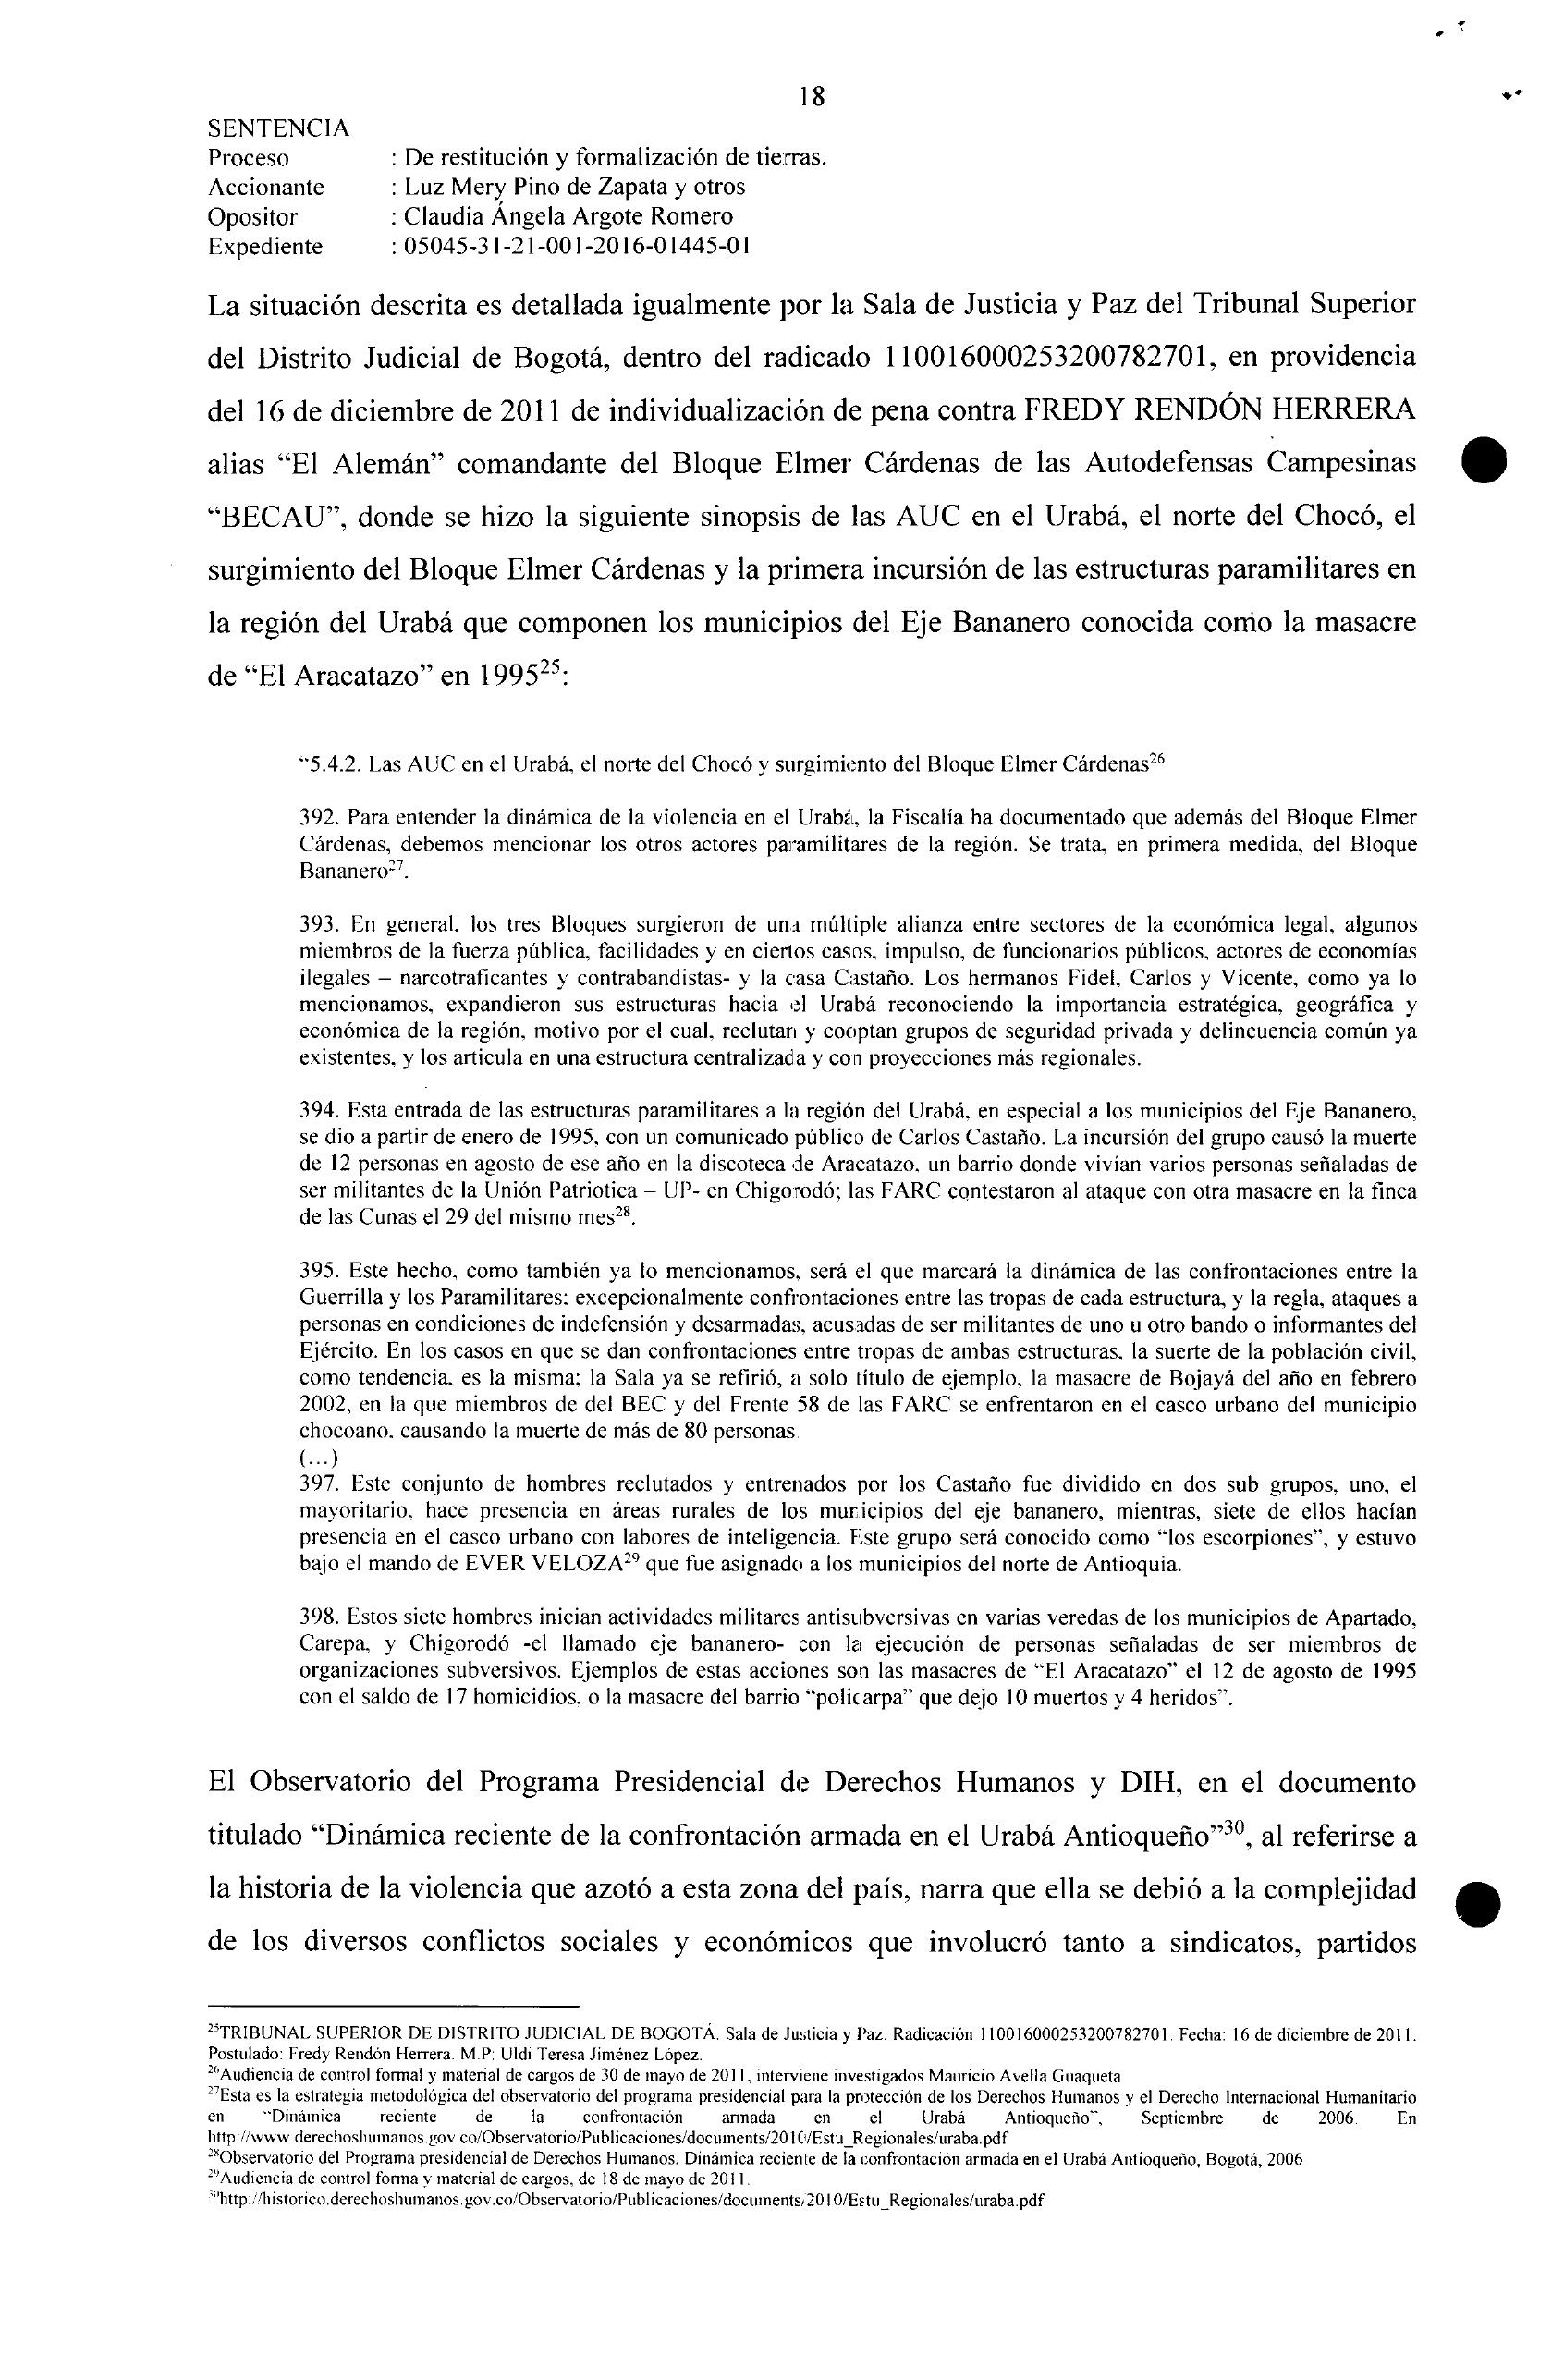 18
SENTENCIA
Proceso : De restitución y formalización de tierras.
Accionante : Luz Mery Pino de Zapata y otros
Opositor : Claudia Ángela Argote Romero
Expediente : 05045-31-21-001-2016-01445-01
La situación descrita es detallada igualmente por la Sala de Justicia y Paz del Tribunal Superior
del Distrito Judicial de Bogotá, dentro del radicado 110016000253200782701, en providencia
del 16 de diciembre de 2011 de individualización de pena contra FREDY RENDÓN HERRERA
alias “El Alemán” comandante del Bloque Elmer Cárdenas de las Autodefensas Campesinas
“BECAU”, donde se hizo la siguiente sinopsis de las AUC en el Urabá, el norte del Chocó, el
surgimiento del Bloque Elmer Cárdenas y la primera incursión de las estructuras paramilitares en
la región del Urabá que componen los municipios del Eje Bananero conocida como la masacre
de “El Aracatazo” en 1995²⁵:
“5.4.2. Las AUC en el Urabá, el norte del Chocó y surgimiento del Bloque Elmer Cárdenas²⁶
392. Para entender la dinámica de la violencia en el Urabá, la Fiscalía ha documentado que además del Bloque Elmer
Cárdenas, debemos mencionar los otros actores paramilitares de la región. Se trata, en primera medida, del Bloque
Bananero²⁷.
393. En general, los tres Bloques surgieron de una múltiple alianza entre sectores de la económica legal, algunos
miembros de la fuerza pública, facilidades y en ciertos casos, impulso, de funcionarios públicos, actores de economías
ilegales – narcotraficantes y contrabandistas- y la casa Castaño. Los hermanos Fidel, Carlos y Vicente, como ya lo
mencionamos, expandieron sus estructuras hacia el Urabá reconociendo la importancia estratégica, geográfica y
económica de la región, motivo por el cual, reclutan y cooptan grupos de seguridad privada y delincuencia común ya
existentes, y los articula en una estructura centralizada y con proyecciones más regionales.
394. Esta entrada de las estructuras paramilitares a la región del Urabá, en especial a los municipios del Eje Bananero,
se dio a partir de enero de 1995, con un comunicado público de Carlos Castaño. La incursión del grupo causó la muerte
de 12 personas en agosto de ese año en la discoteca de Aracatazo, un barrio donde vivían varios personas señaladas de
ser militantes de la Unión Patriotica – UP- en Chigorodó; las FARC contestaron al ataque con otra masacre en la finca
de las Cunas el 29 del mismo mes²⁸.
395. Este hecho, como también ya lo mencionamos, será el que marcará la dinámica de las confrontaciones entre la
Guerrilla y los Paramilitares: excepcionalmente confrontaciones entre las tropas de cada estructura, y la regla, ataques a
personas en condiciones de indefensión y desarmadas, acusadas de ser militantes de uno u otro bando o informantes del
Ejército. En los casos en que se dan confrontaciones entre tropas de ambas estructuras, la suerte de la población civil,
como tendencia, es la misma; la Sala ya se refirió, a solo título de ejemplo, la masacre de Bojayá del año en febrero
2002, en la que miembros de del BEC y del Frente 58 de las FARC se enfrentaron en el casco urbano del municipio
chocoano, causando la muerte de más de 80 personas.
(...)
397. Este conjunto de hombres reclutados y entrenados por los Castaño fue dividido en dos sub grupos, uno, el
mayoritario, hace presencia en áreas rurales de los municipios del eje bananero, mientras, siete de ellos hacían
presencia en el casco urbano con labores de inteligencia. Este grupo será conocido como “los escorpiones”, y estuvo
bajo el mando de EVER VELOZA²⁹ que fue asignado a los municipios del norte de Antioquia.
398. Estos siete hombres inician actividades militares antisubversivas en varias veredas de los municipios de Apartado,
Carepa, y Chigorodó -el llamado eje bananero- con la ejecución de personas señaladas de ser miembros de
organizaciones subversivos. Ejemplos de estas acciones son las masacres de “El Aracatazo” el 12 de agosto de 1995
con el saldo de 17 homicidios, o la masacre del barrio “policarpa” que dejo 10 muertos y 4 heridos”.
El Observatorio del Programa Presidencial de Derechos Humanos y DIH, en el documento
titulado “Dinámica reciente de la confrontación armada en el Urabá Antioqueño”³⁰, al referirse a
la historia de la violencia que azotó a esta zona del país, narra que ella se debió a la complejidad
de los diversos conflictos sociales y económicos que involucró tanto a sindicatos, partidos
²⁵TRIBUNAL SUPERIOR DE DISTRITO JUDICIAL DE BOGOTÁ. Sala de Justicia y Paz. Radicación 110016000253200782701. Fecha: 16 de diciembre de 2011.
Postulado: Fredy Rendón Herrera. M.P: Uldi Teresa Jiménez López.
²⁶Audiencia de control formal y material de cargos de 30 de mayo de 2011, interviene investigados Mauricio Avella Guaqueta
²⁷Esta es la estrategia metodológica del observatorio del programa presidencial para la protección de los Derechos Humanos y el Derecho Internacional Humanitario
en “Dinámica reciente de la confrontación armada en el Urabá Antioqueño”, Septiembre de 2006. En
http://www.derechoshumanos.gov.co/Observatorio/Publicaciones/documents/2010/Estu_Regionales/uraba.pdf
²⁸Observatorio del Programa presidencial de Derechos Humanos, Dinámica reciente de la confrontación armada en el Urabá Antioqueño, Bogotá, 2006
²⁹Audiencia de control forma y material de cargos, de 18 de mayo de 2011.
³⁰http://historico.derechoshumanos.gov.co/Observatorio/Publicaciones/documents/2010/Estu_Regionales/uraba.pdf